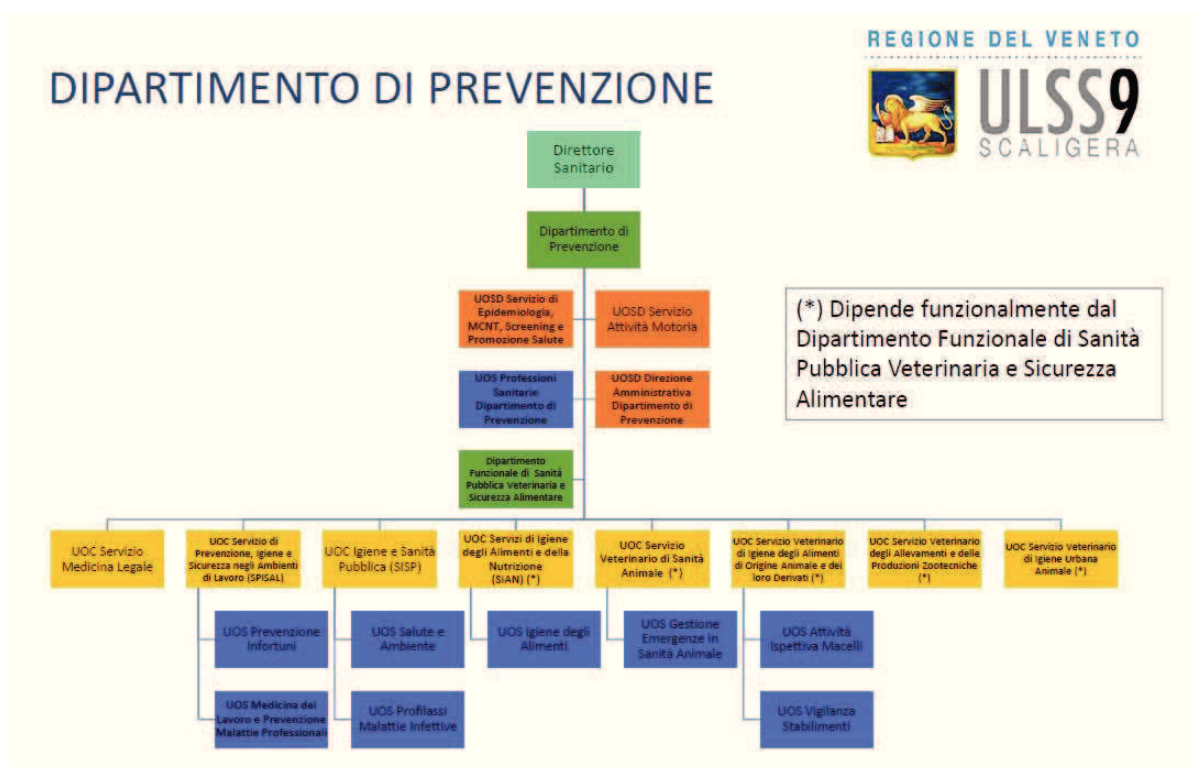 REGIONE DEL VENETO
ULSS9
SCALIGERA
DIPARTIMENTO DI PREVENZIONE
Direttore
Sanitario
Dipartimento di
Prevenzione
UOSD Servizio di
Epidemiologia,
MCNT, Screening e
Promozione Salute
UOSD Servizio
Attività Motoria
(*) Dipende funzionalmente dal
Dipartimento Funzionale di Sanità
Pubblica Veterinaria e Sicurezza
Alimentare
UOS Professioni
Sanitarie
Dipartimento di
Prevenzione
UOSD Direzione
Amministrativa
Dipartimento di
Prevenzione
Dipartimento
Funzionale di Sanità
Pubblica Veterinaria e
Sicurezza Alimentare
UOC Servizio
Medicina Legale
UOC Servizio di
Prevenzione, Igiene e
Sicurezza negli Ambienti
di Lavoro (SPISAL)
UOC Igiene e Sanità
Pubblica (SISP)
UOC Servizi di Igiene
degli Alimenti e della
Nutrizione
(SIAN) (*)
UOC Servizio
Veterinario di Sanità
Animale (*)
UOC Servizio Veterinario
di Igiene degli Alimenti
di Origine Animale e dei
loro Derivati (*)
UOC Servizio Veterinario
degli Allevamenti e delle
Produzioni Zootecniche
(*)
UOC Servizio Veterinario
di Igiene Urbana
Animale (*)
UOS Prevenzione
Infortuni
UOS Salute e
Ambiente
UOS Igiene degli
Alimenti
UOS Gestione
Emergenze in
Sanità Animale
UOS Attività
Ispettiva Macelli
UOS Medicina del
Lavoro e Prevenzione
Malattie Professionali
UOS Profilassi
Malattie Infettive
UOS Vigilanza
Stabilimenti